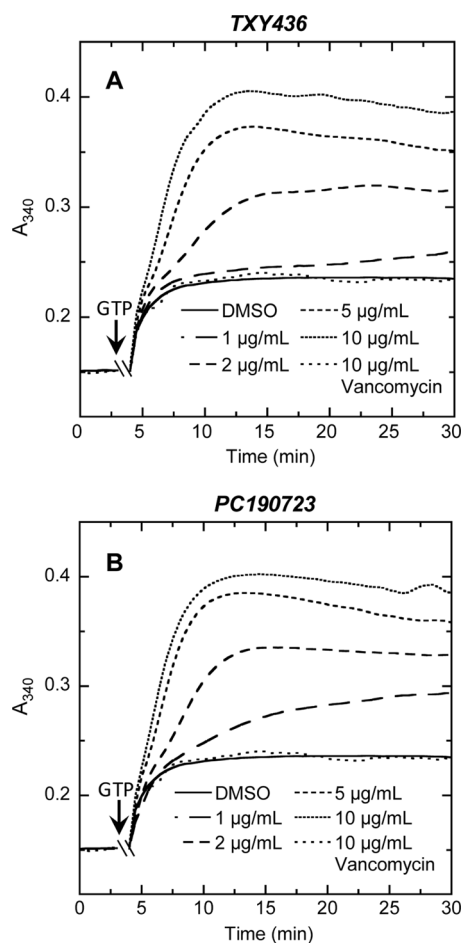 TXY436
A
0.4
0.3
0.2
A340
GTP
DMSO
5 µg/mL
1 µg/mL
10 µg/mL
2 µg/mL
10 µg/mL
Vancomycin
0 5 10 15 20 25 30
Time (min)
PC190723
B
0.4
0.3
0.2
A340
GTP
DMSO
5 µg/mL
1 µg/mL
10 µg/mL
2 µg/mL
10 µg/mL
Vancomycin
0 5 10 15 20 25 30
Time (min)